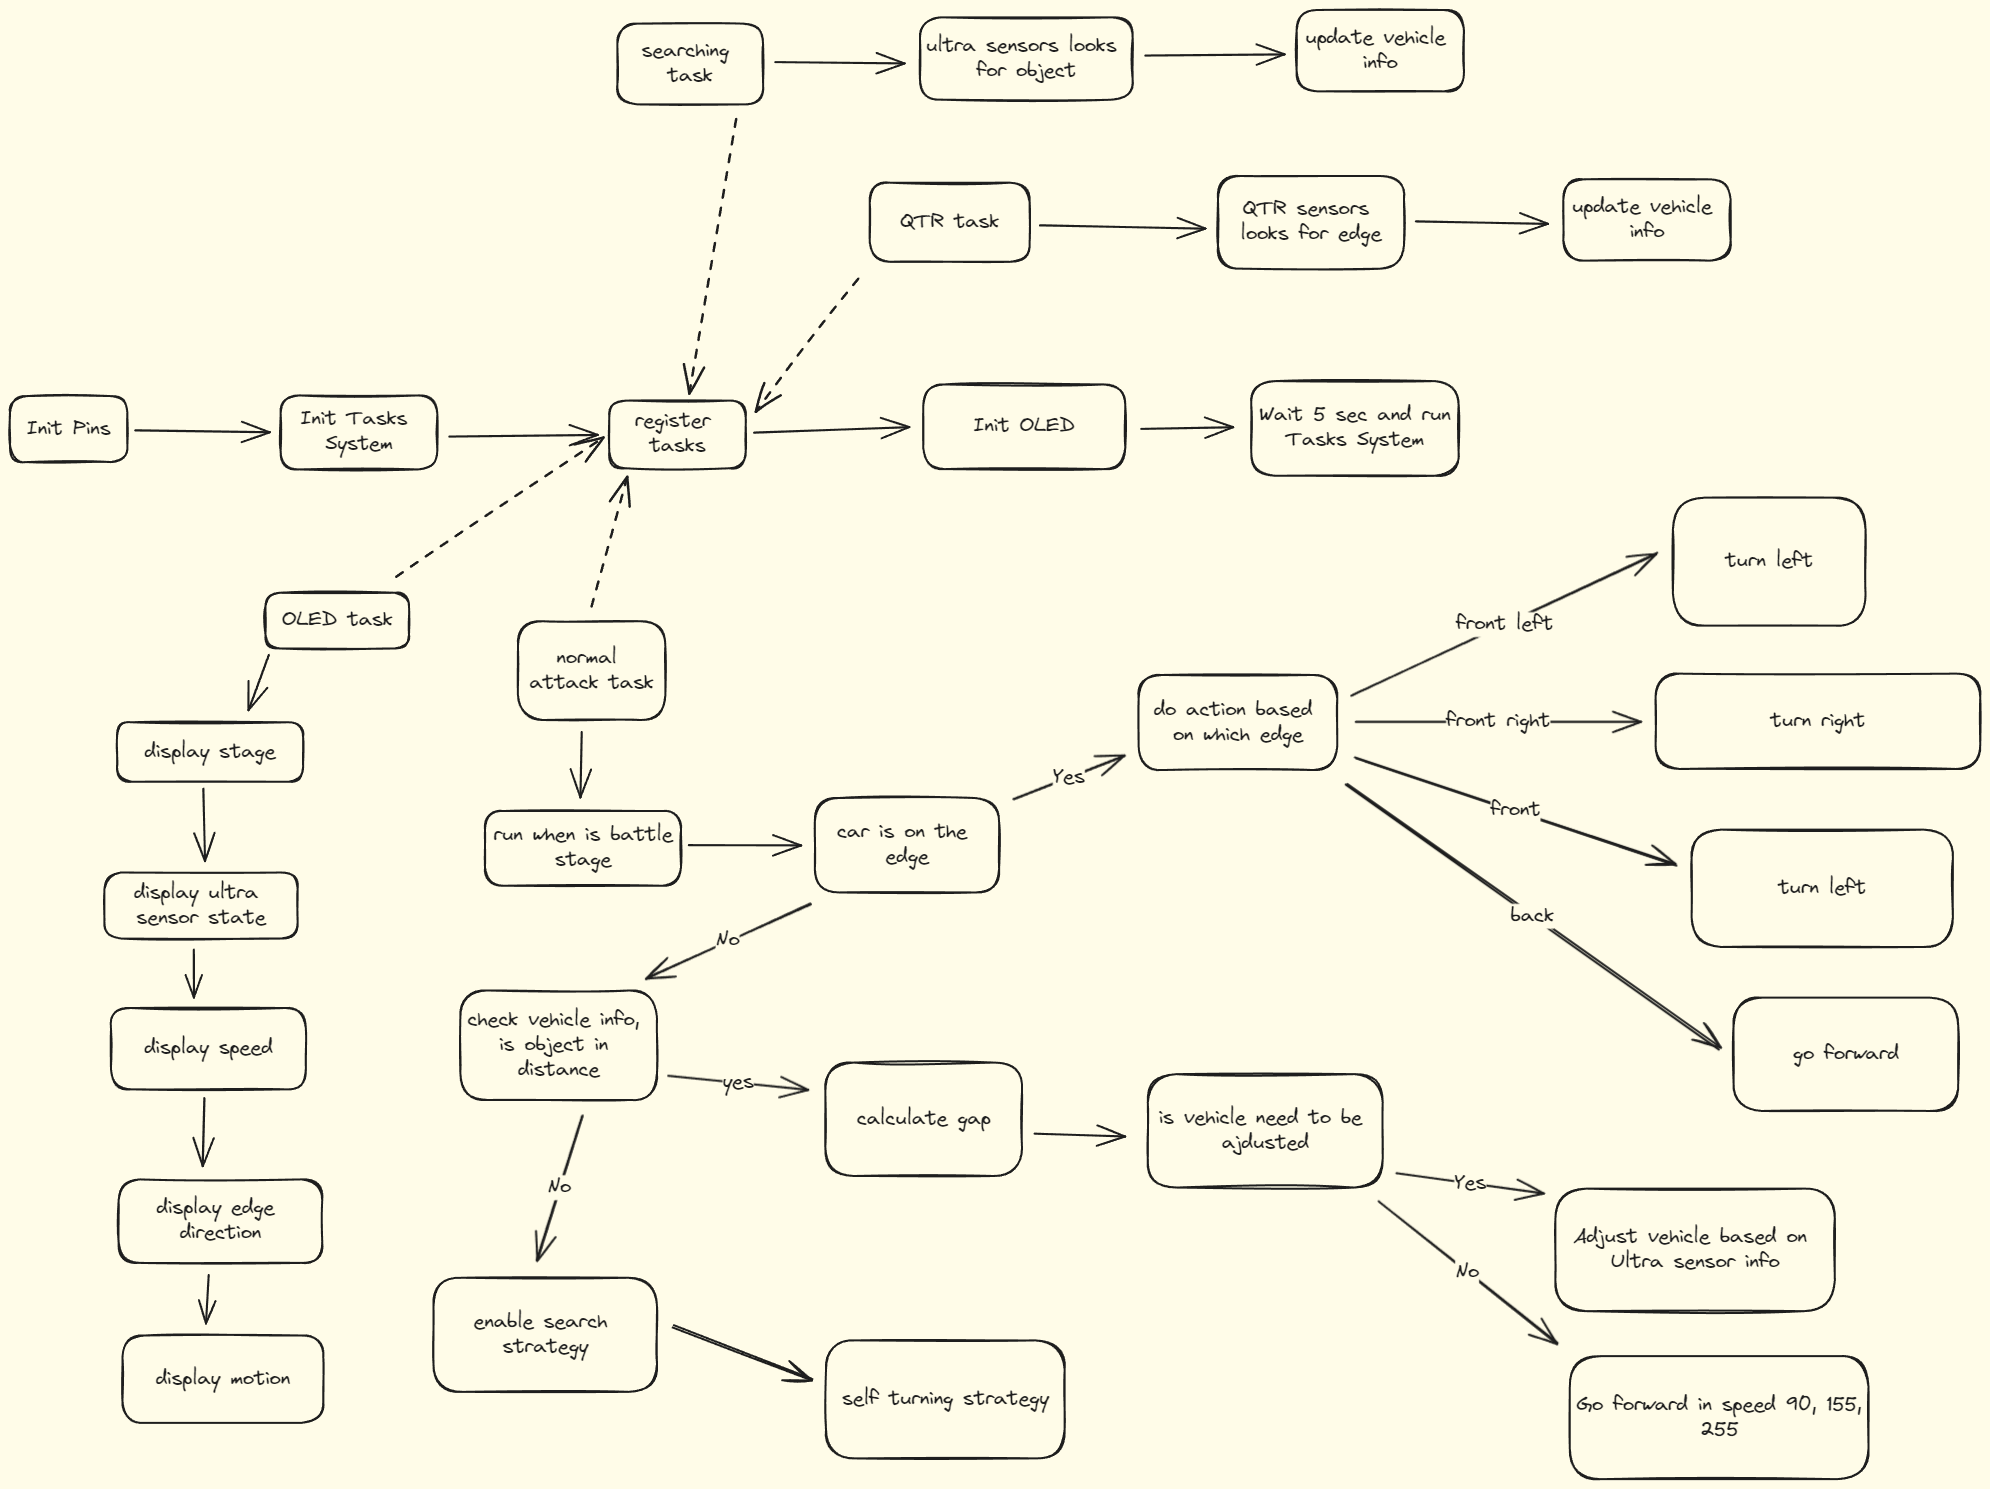 searching
task
ultra sensors looks
for object
update vehicle
info
QTR task
QTR sensors
looks for edge
update vehicle
info
Init Pins
Init Tasks
System
register
tasks
Init OLED
Wait 5 sec and run
Tasks System
OLED task
normal
attack task
front left
turn left
do action based
on which edge
front right
turn right
display stage
Yes
front
run when is battle
stage
car is on the
edge
turn left
display ultra
sensor state
No
back
check vehicle info,
is object in
distance
display speed
go forward
yes
calculate gap
is vehicle need to be
ajdusted
No
Yes
display edge
direction
Adjust vehicle based on
Ultra sensor info
No
enable search
strategy
display motion
self turning strategy
Go forward in speed 90, 155,
255